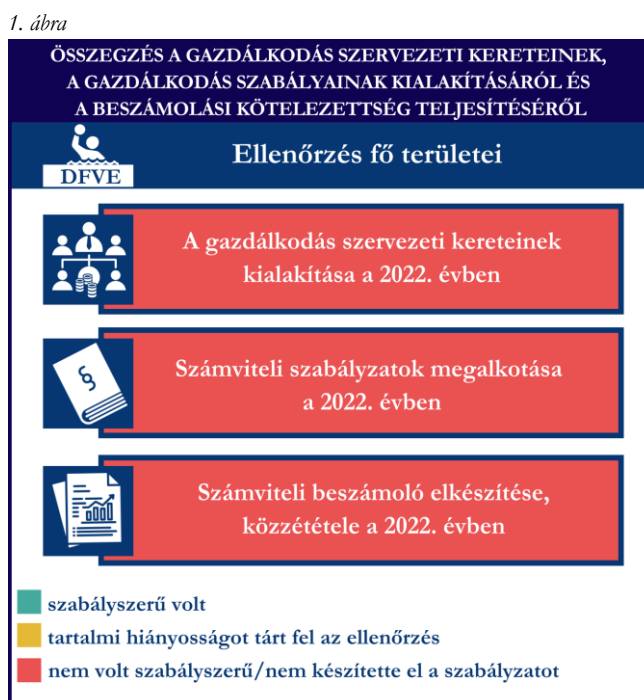 1. ábra
ÖSSZEGZÉS A GAZDÁLKODÁS SZERVEZETI KERETEINEK,
A GAZDÁLKODÁS SZABÁLYAINAK KIALAKÍTÁSÁRÓL ÉS
A BESZÁMOLÁSI KÖTELEZETTSÉG TELJESÍTÉSÉRŐL
DFVE
Ellenőrzés fő területei
A gazdálkodás szervezeti kereteinek
kialakítása a 2022. évben
§
Számviteli szabályzatok megalkotása
a 2022. évben
Számviteli beszámoló elkészítése,
közzététele a 2022. évben
szabályszerű volt
tartalmi hiányosságot tárt fel az ellenőrzés
nem volt szabályszerű/nem készítette el a szabályzatot